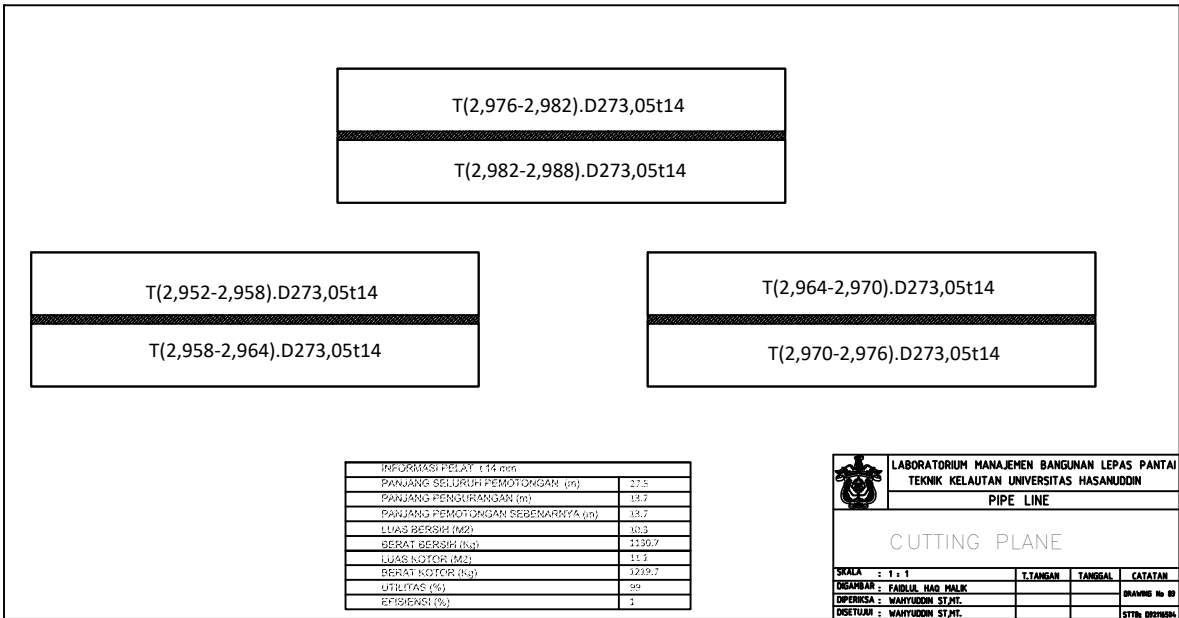 T(2,976-2,982).D273,05t14
T(2,982-2,988).D273,05t14
T(2,952-2,958).D273,05t14
T(2,958-2,964).D273,05t14
T(2,964-2,970).D273,05t14
T(2,970-2,976).D273,05t14
INFORMASI PELAT t 14 mm
PANJANG SELURUH PEMOTONGAN (m) 27.5
PANJANG PENGURANGAN (m) 13.7
PANJANG PEMOTONGAN SEBENARNYA (m) 13.7
LUAS BERSIH (M2) 10.3
BERAT BERSIH (Kg)
LUAS KOTOR (M2)
BERAT KOTOR (Kg)
UTILITAS (%) 99
EFISIENSI (%) 1
LABORATORIUM MANAJEMEN BANGUNAN LEPAS PANTAI
TEKNIK KELAUTAN UNIVERSITAS HASANUDDIN
PIPE LINE
CUTTING PLANE
SKALA : 1 : 1 T.TANGAN TANGGAL CATATAN
DIGAMBAR : FAIDLUL HAQ MALIK
DIPERIKSA : WAHYUDDIN ST,MT.
DRAWING No
DISETUJUI : WAHYUDDIN ST,MT.